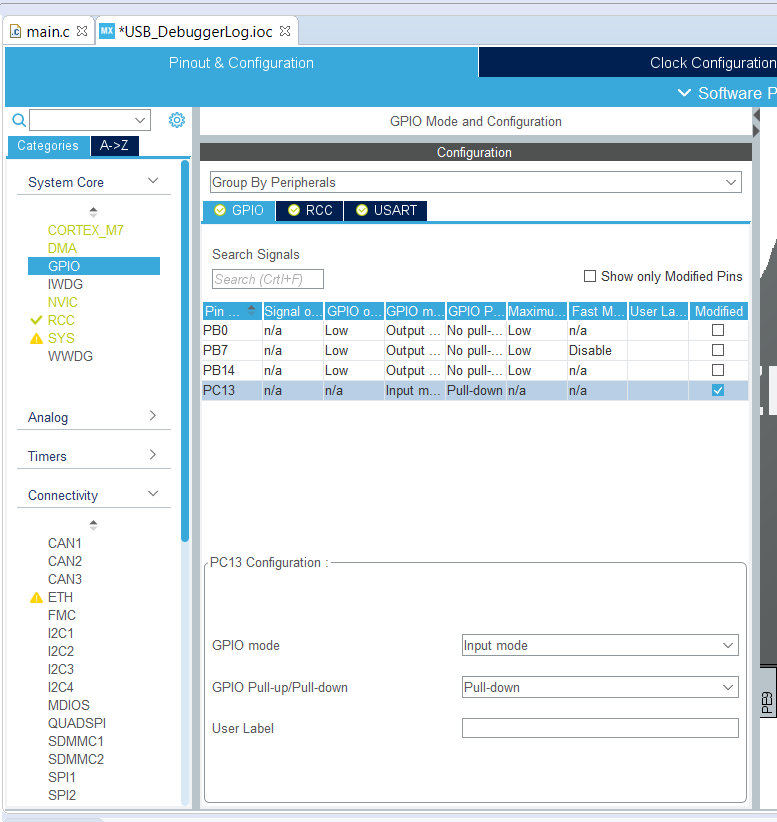 main.c
MX *USB_DebuggerLog.ioc
Pinout & Configuration
Clock Configuration
Software P
GPIO Mode and Configuration
Categories
A->Z
Configuration
System Core
CORTEX_M7
DMA
GPIO
IWDG
NVIC
RCC
SYS
WWDG
Analog
Timers
Connectivity
CAN1
CAN2
CAN3
ETH
FMC
I2C1
I2C2
I2C3
I2C4
MDIOS
QUADSPI
SDMMC1
SDMMC2
SPI1
SPI2
Group By Peripherals
GPIO RCC USART
Search Signals
Search (CrtI+F)
Show only Modified Pins
Pin ... Signal o... GPIO o... GPIO m... GPIO P... Maximu... Fast M... User La... Modified
PB0 n/a Low Output ... No pull-... Low n/a
PB7 n/a Low Output ... No pull-... Low Disable
PB14 n/a Low Output ... No pull-... Low n/a
PC13 n/a n/a Input m... Pull-down n/a n/a
PC13 Configuration :
GPIO mode Input mode
GPIO Pull-up/Pull-down Pull-down
User Label
PE9